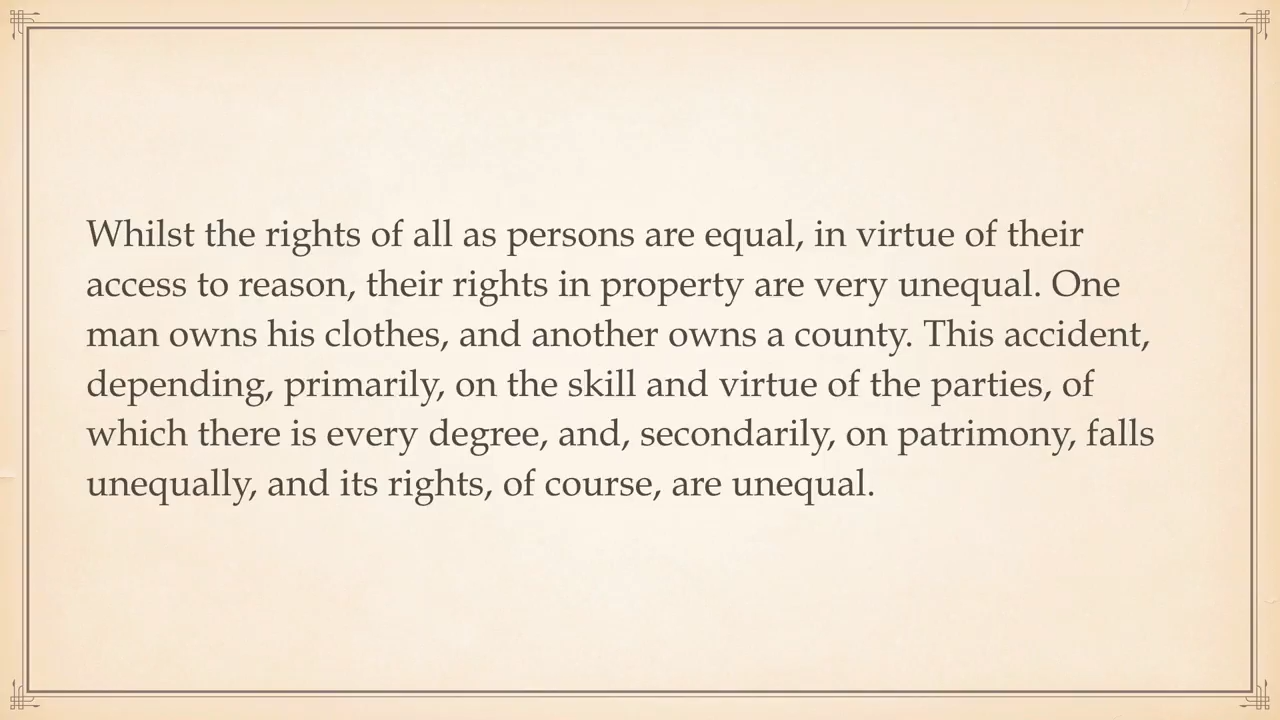 Whilst the rights of all as persons are equal, in virtue of their
access to reason, their rights in property are very unequal. One
man owns his clothes, and another owns a county. This accident,
depending, primarily, on the skill and virtue of the parties, of
which there is every degree, and, secondarily, on patrimony, falls
unequally, and its rights, of course, are unequal.